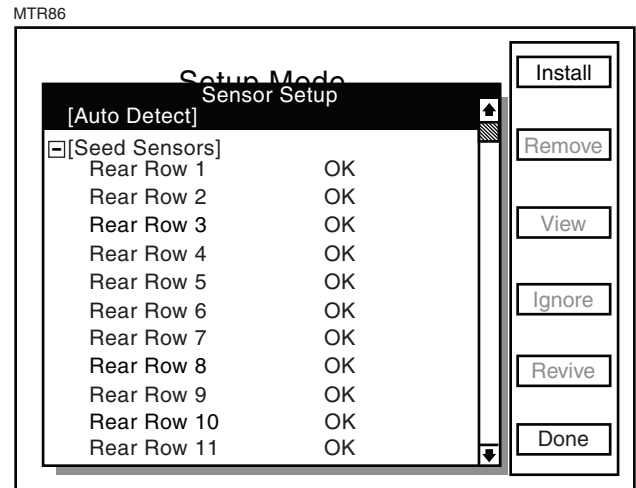 MTR86
Setup Mode
Sensor Setup
[Auto Detect]
[Seed Sensors]
Rear Row 1 OK
Rear Row 2 OK
Rear Row 3 OK
Rear Row 4 OK
Rear Row 5 OK
Rear Row 6 OK
Rear Row 7 OK
Rear Row 8 OK
Rear Row 9 OK
Rear Row 10 OK
Rear Row 11 OK
Install
Remove
View
Ignore
Revive
Done